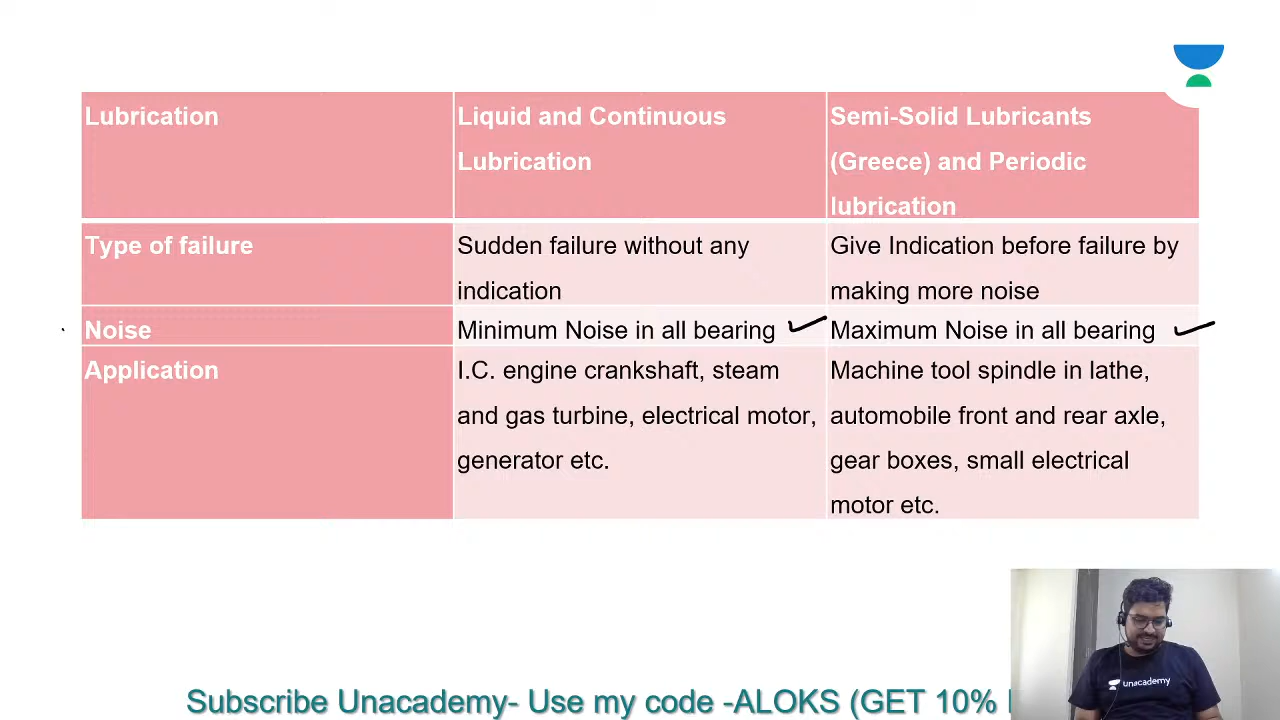 Lubrication
Liquid and Continuous
Lubrication
Semi-Solid Lubricants
(Greece) and Periodic
lubrication
Type of failure
Sudden failure without any
indication
Give Indication before failure by
making more noise
Noise
Minimum Noise in all bearing
Maximum Noise in all bearing
Application
I.C. engine crankshaft, steam
and gas turbine, electrical motor,
generator etc.
Machine tool spindle in lathe,
automobile front and rear axle,
gear boxes, small electrical
motor etc.
unacademy
Subscribe Unacademy- Use my code -ALOKS (GET 10%